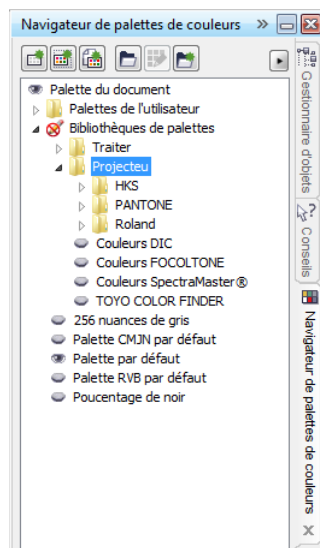 Navigateur de palettes de couleurs
Palette du document
Palettes de l'utilisateur
Bibliothèques de palettes
Traiter
Projecteu
HKS
PANTONE
Roland
Couleurs DIC
Couleurs FOCOLTONE
Couleurs SpectraMaster®
TOYO COLOR FINDER
256 nuances de gris
Palette CMJN par défaut
Palette par défaut
Palette RVB par défaut
Poucentage de noir
Gestionnaire d'objets
Conseils
Navigateur de palettes de couleurs